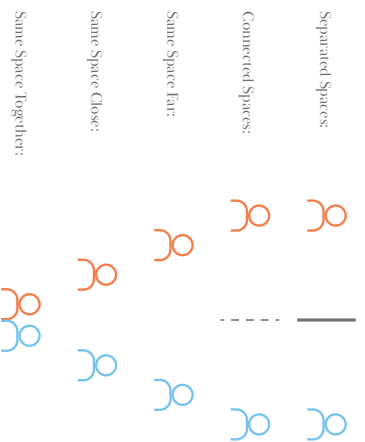 Separated Spaces:
Connected Spaces:
Same Space Far:
Same Space Close:
Same Space Together: